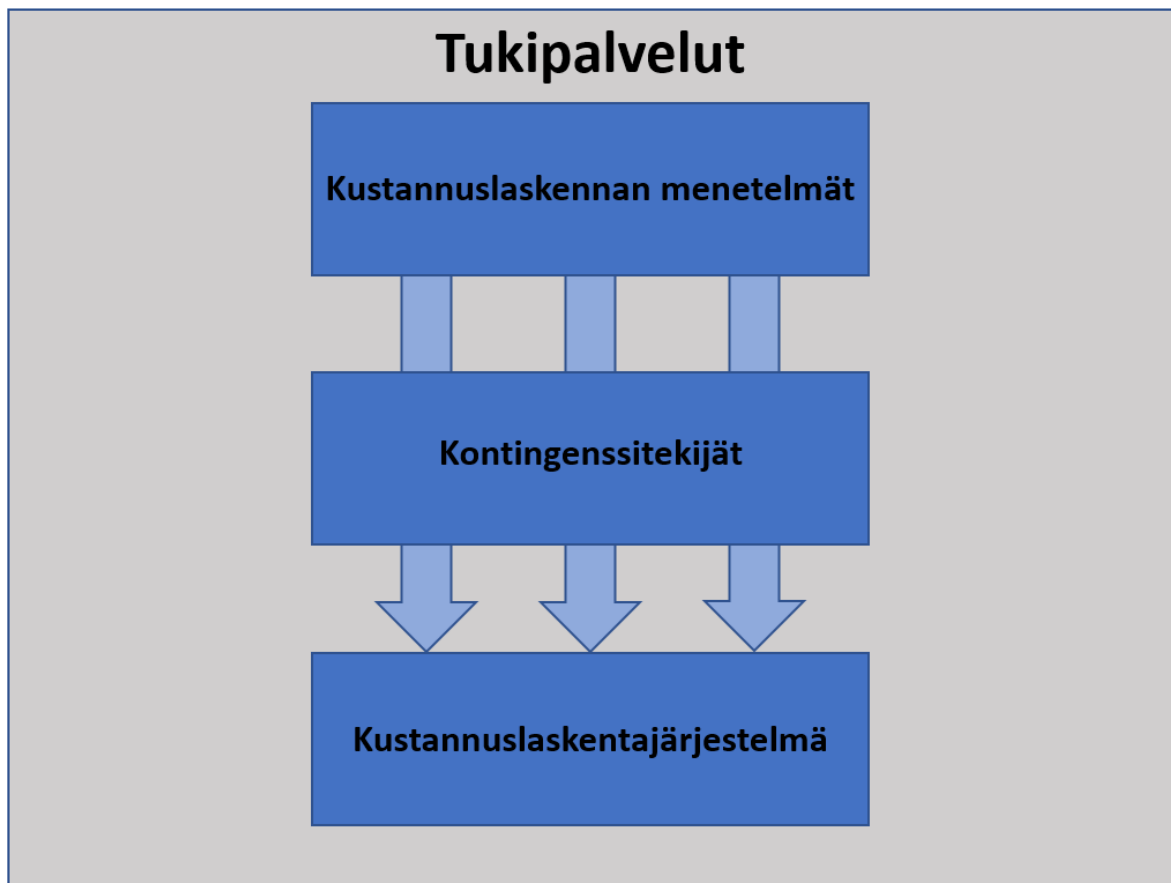 Tukipalvelut
Kustannuslaskennan menetelmät
Kontingenssitekijät
Kustannuslaskentajärjestelmä